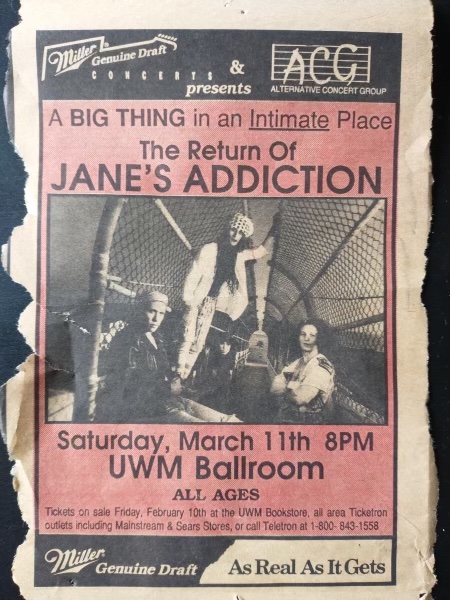 Miller Genuine Draft
CONCERTS
&
presents
ACG
ALTERNATIVE CONCERT GROUP
A BIG THING in an Intimate Place
The Return Of
JANE'S ADDICTION
Saturday, March 11th 8PM
UWM Ballroom
ALL AGES
Tickets on sale Friday, February 10th at the UWM Bookstore, all area Ticketron
outlets including Mainstream & Sears Stores, or call Teletron at 1-800- 843-1558
Miller Genuine Draft
As Real As It Gets